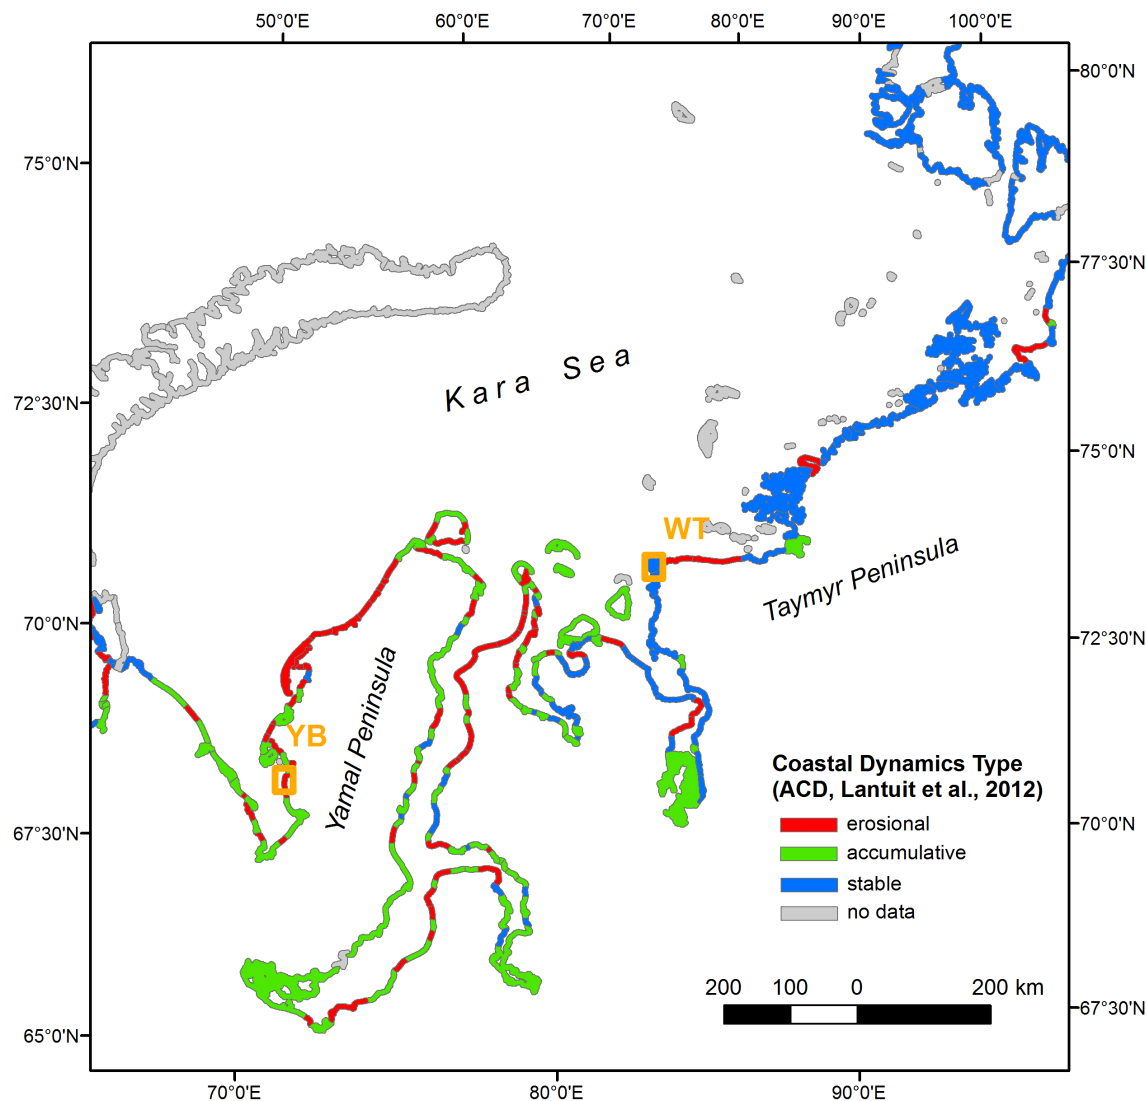 50°0'E 60°0'E 70°0'E 80°0'E 90°0'E 100°0'E
80°0'N
75°0'N
77°30'N
Kara Sea
72°30'N
75°0'N
WT
Taymyr Peninsula
70°0'N
72°30'N
YB
Yamal Peninsula
Coastal Dynamics Type
(ACD, Lantuit et al., 2012)
erosional
accumulative
stable
no data
67°30'N
70°0'N
200 100 0 200 km
67°30'N
65°0'N
70°0'E 80°0'E 90°0'E